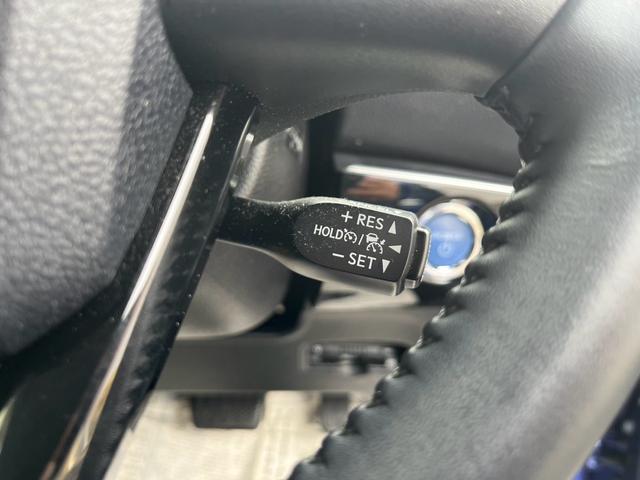 + RES ▲
HOLD / ◀
− SET ▼